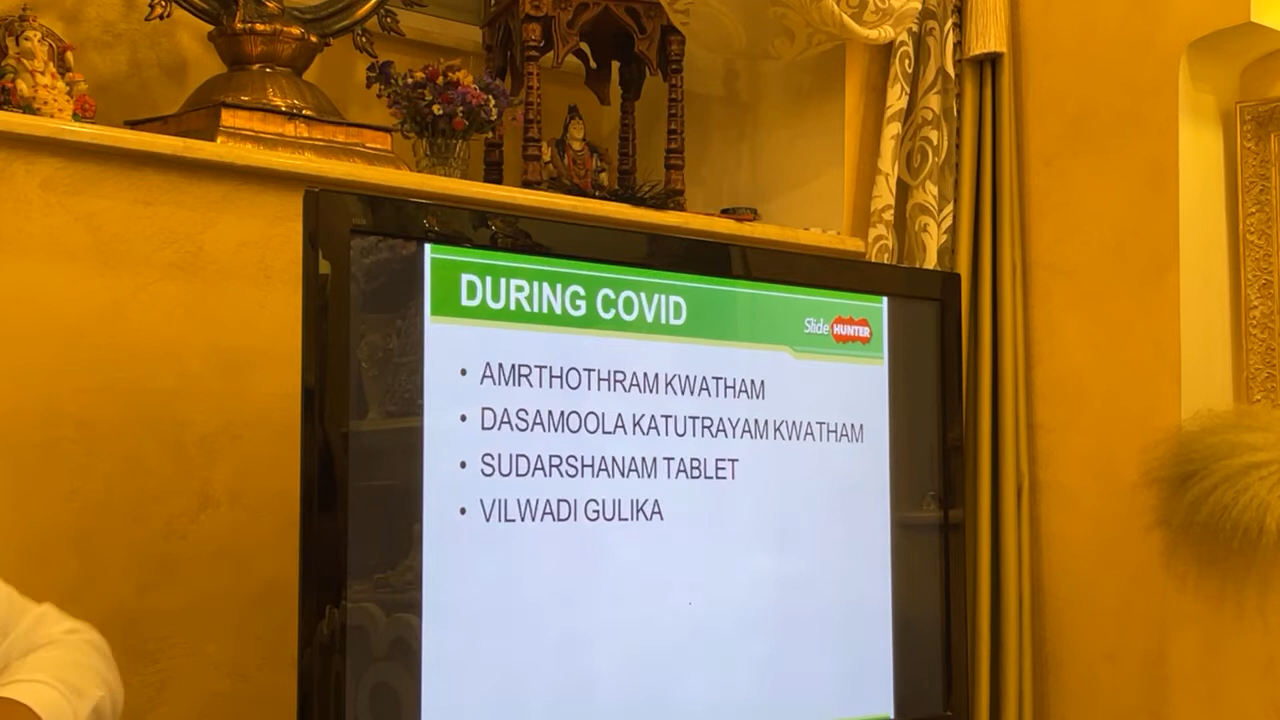 DURING COVID
Slide HUNTER
• AMRTHOTHRAM KWATHAM
• DASAMOOLA KATUTRAYAM KWATHAM
• SUDARSHANAM TABLET
• VILWADI GULIKA